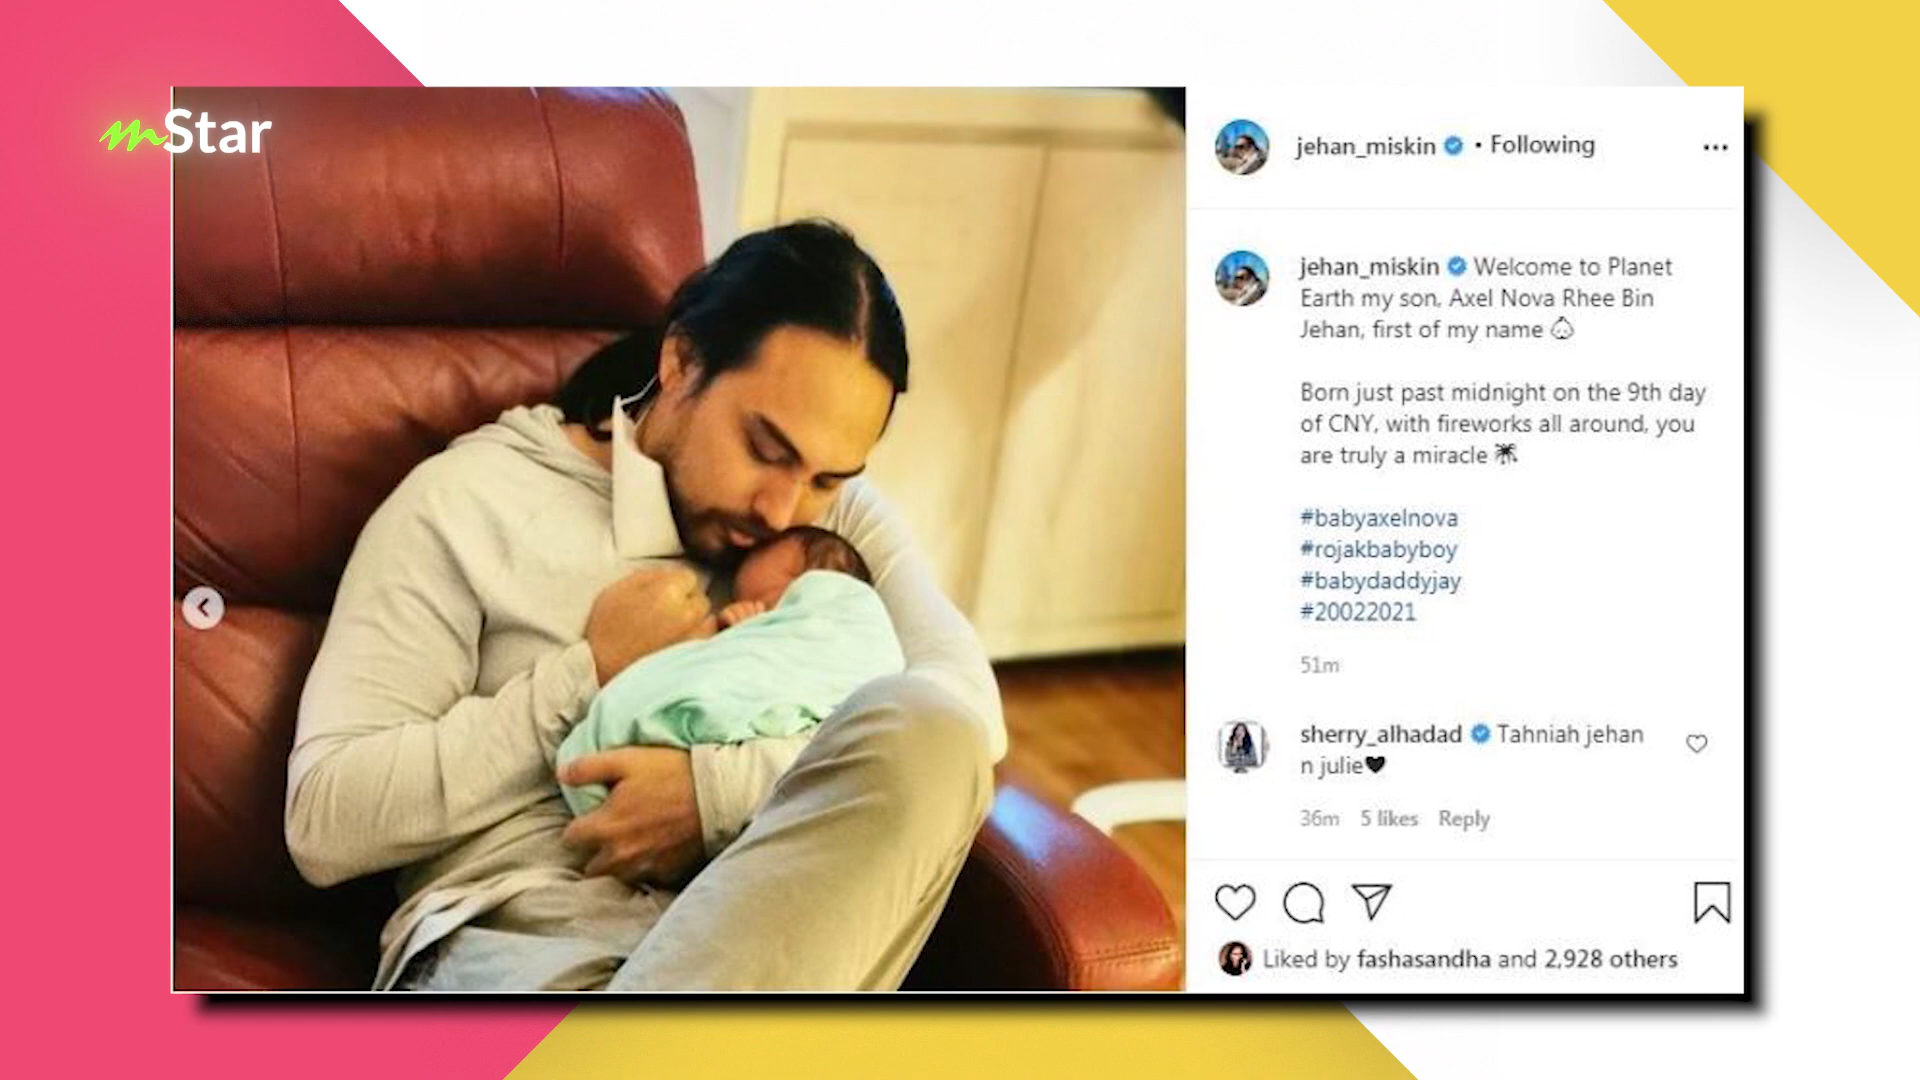 mStar
jehan_miskin • Following
jehan_miskin Welcome to Planet
Earth my son, Axel Nova Rhee Bin
Jehan, first of my name
Born just past midnight on the 9th day
of CNY, with fireworks all around, you
are truly a miracle
#babyaxelnova
#rojakbabyboy
#babydaddyjay
#20022021
51m
sherry_alhadad Tahniah jehan
n julie🖤
36m 5 likes Reply
Liked by fashasandha and 2,928 others